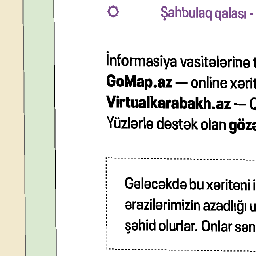 Şahbulaq qalası -
İnformasiya vasitələrinə
GoMap.az — online xərit
Virtualkarabakh.az —
Yüzlərlə dəstək olan göz
Gələcəkdə bu xəritəni i
ərazilərimizin azadlığı u
şəhid olurlar. Onlar sən